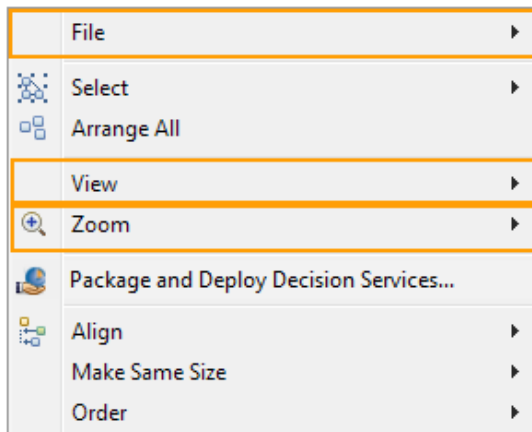 File
Select
Arrange All
View
Zoom
Package and Deploy Decision Services...
Align
Make Same Size
Order